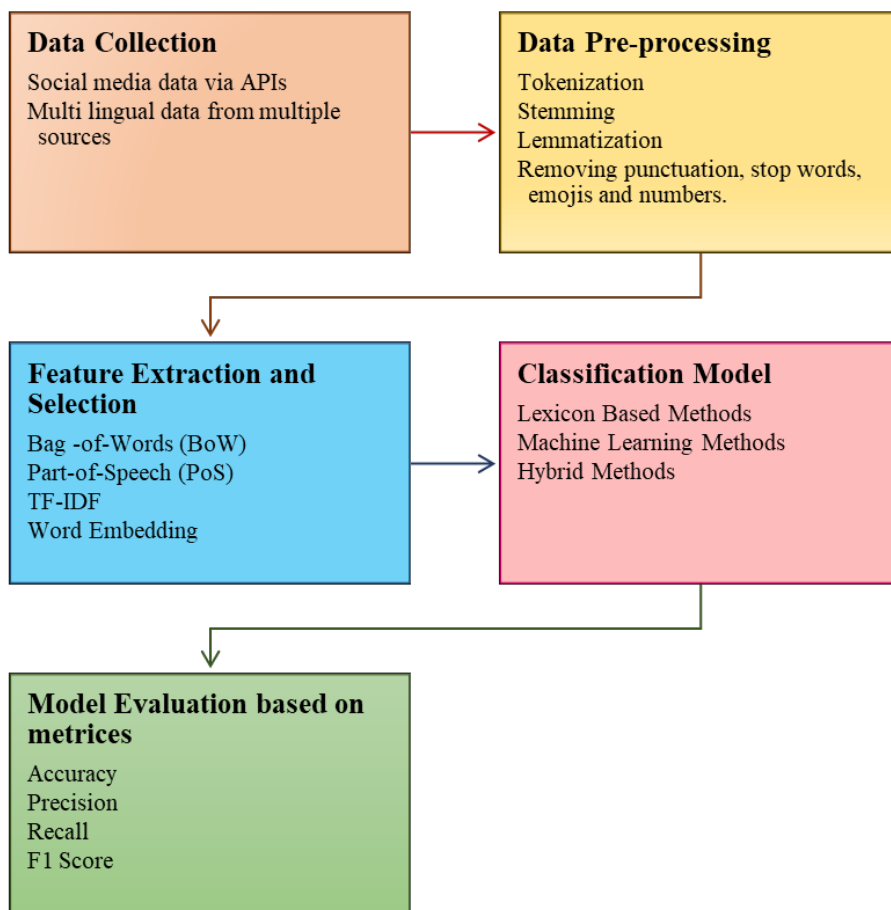 Data Collection
Social media data via APIs
Multi lingual data from multiple
sources
Data Pre-processing
Tokenization
Stemming
Lemmatization
Removing punctuation, stop words,
emojis and numbers.
Feature Extraction and
Selection
Bag -of-Words (BoW)
Part-of-Speech (PoS)
TF-IDF
Word Embedding
Classification Model
Lexicon Based Methods
Machine Learning Methods
Hybrid Methods
Model Evaluation based on
metrices
Accuracy
Precision
Recall
F1 Score